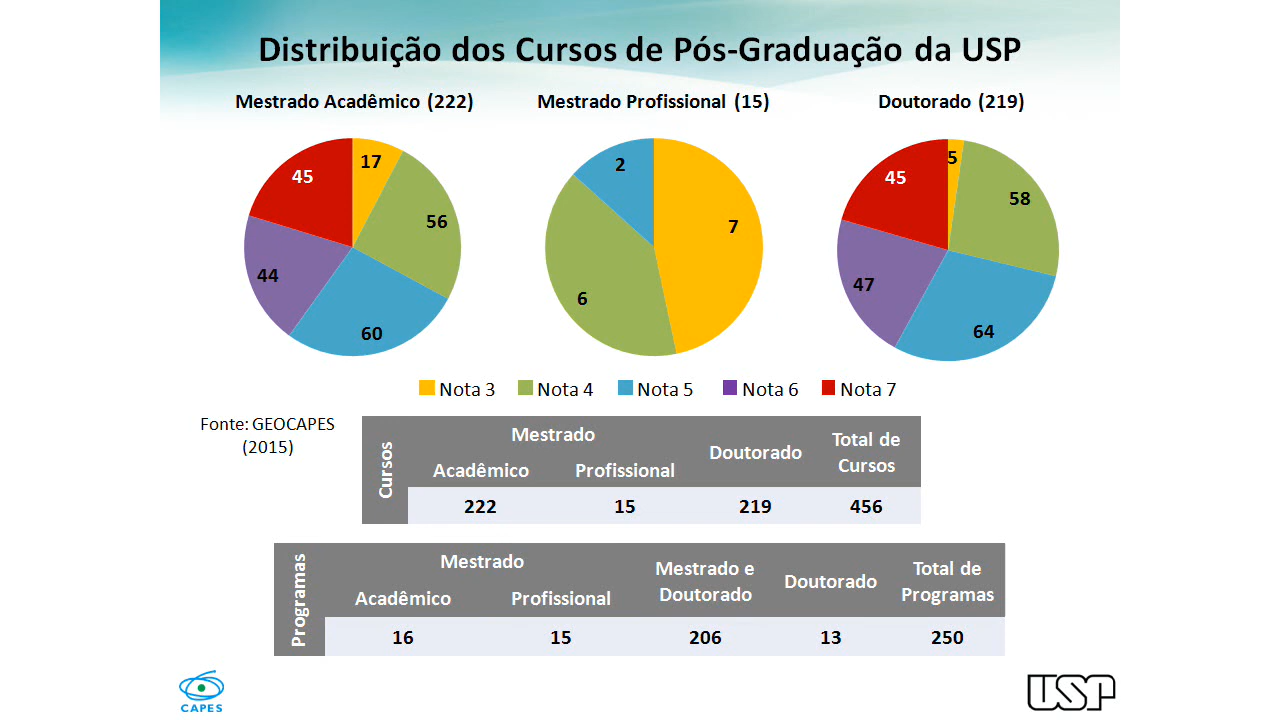 Distribuição dos Cursos de Pós-Graduação da USP
Mestrado Acadêmico (222)
17
56
60
44
45
Mestrado Profissional (15)
7
6
2
Doutorado (219)
5
58
64
47
45
Nota 3 Nota 4 Nota 5 Nota 6 Nota 7
Fonte: GEOCAPES
(2015)
Cursos
Mestrado
Acadêmico Profissional
Doutorado
Total de
Cursos
222 15 219 456
Programas
Mestrado
Acadêmico Profissional
Mestrado e
Doutorado
Doutorado
Total de
Programas
16 15 206 13 250
CAPES
USP